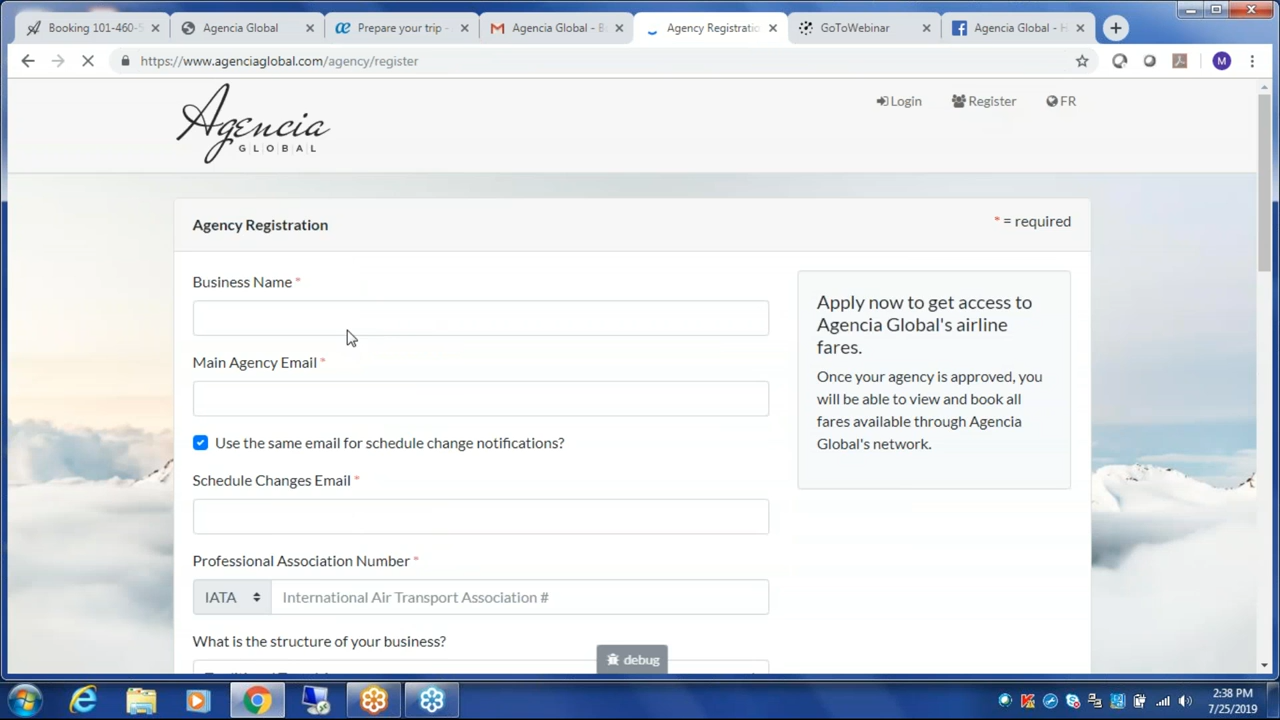 Booking 101-460-5
Agencia Global
Prepare your trip -
Agencia Global - B
Agency Registratio
GoToWebinar
Agencia Global - H
https://www.agenciaglobal.com/agency/register
M
Agencia
GLOBAL
Login
Register
FR
Agency Registration
* = required
Business Name *
Main Agency Email *
Use the same email for schedule change notifications?
Schedule Changes Email *
Professional Association Number *
IATA
International Air Transport Association #
What is the structure of your business?
Apply now to get access to
Agencia Global's airline
fares.
Once your agency is approved, you
will be able to view and book all
fares available through Agencia
Global's network.
debug
2:38 PM
7/25/2019